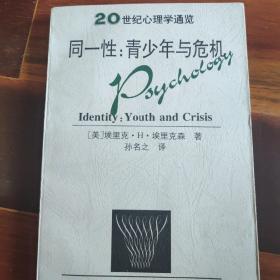 20世纪心理学通览
同一性：青少年与危机
Psychology
Identity: Youth and Crisis
[美]埃里克·H·埃里克森 著
孙名之 译